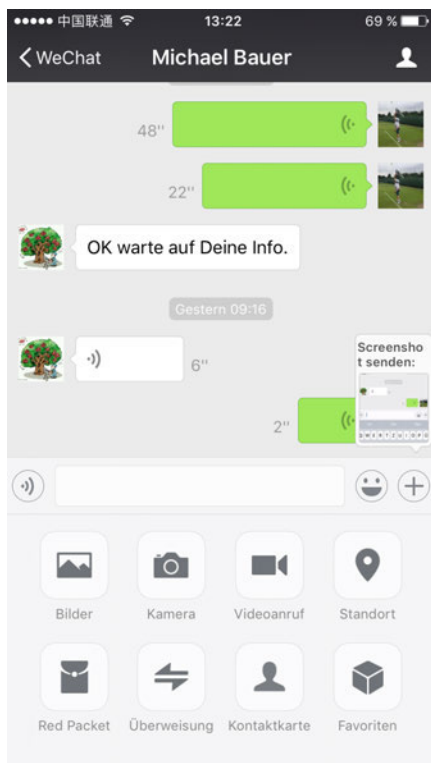 中国联通 13:22 69 %
WeChat Michael Bauer
48''
22''
OK warte auf Deine Info.
Gestern 09:16
6''
Screensho
t senden:
2''
Bilder Kamera Videoanruf Standort
Red Packet Überweisung Kontaktkarte Favoriten